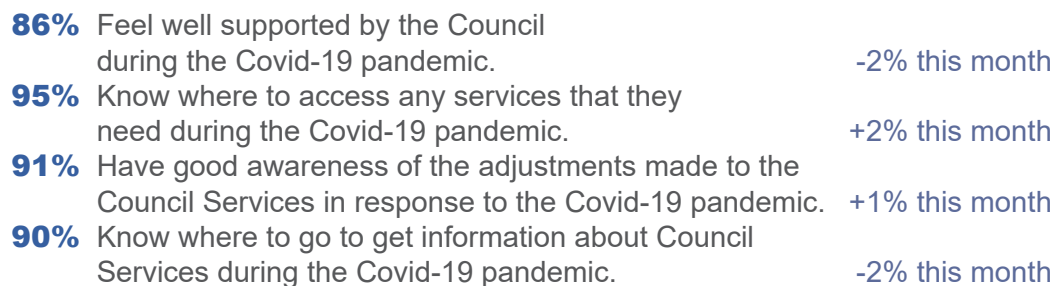 86% Feel well supported by the Council
during the Covid-19 pandemic. -2% this month
95% Know where to access any services that they
need during the Covid-19 pandemic. +2% this month
91% Have good awareness of the adjustments made to the
Council Services in response to the Covid-19 pandemic. +1% this month
90% Know where to go to get information about Council
Services during the Covid-19 pandemic. -2% this month